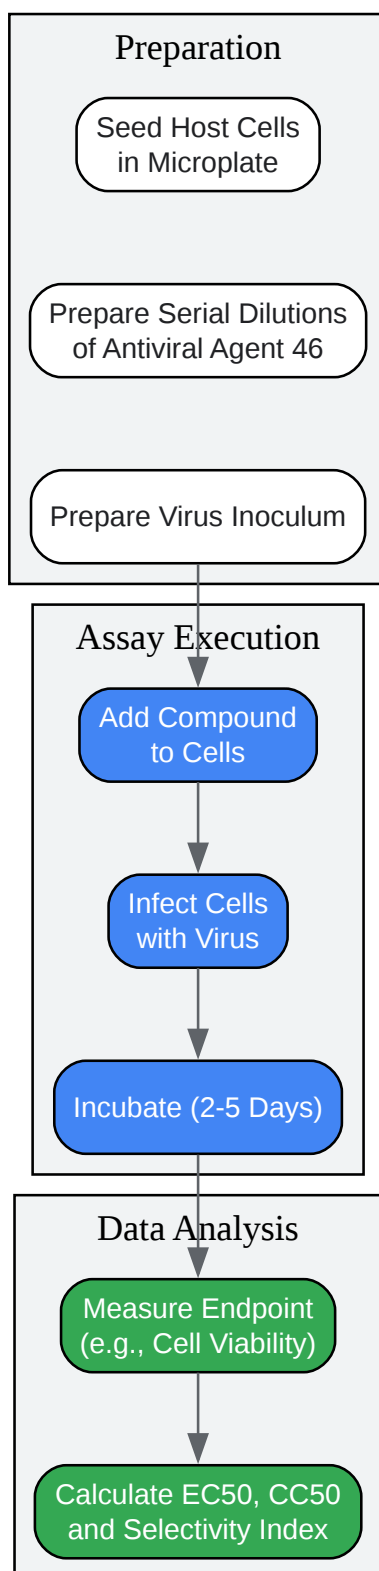 Preparation
Seed Host Cells
in Microplate
Prepare Serial Dilutions
of Antiviral Agent 46
Prepare Virus Inoculum
Assay Execution
Add Compound
to Cells
Infect Cells
with Virus
Incubate (2-5 Days)
Data Analysis
Measure Endpoint
(e.g., Cell Viability)
Calculate EC50, CC50
and Selectivity Index